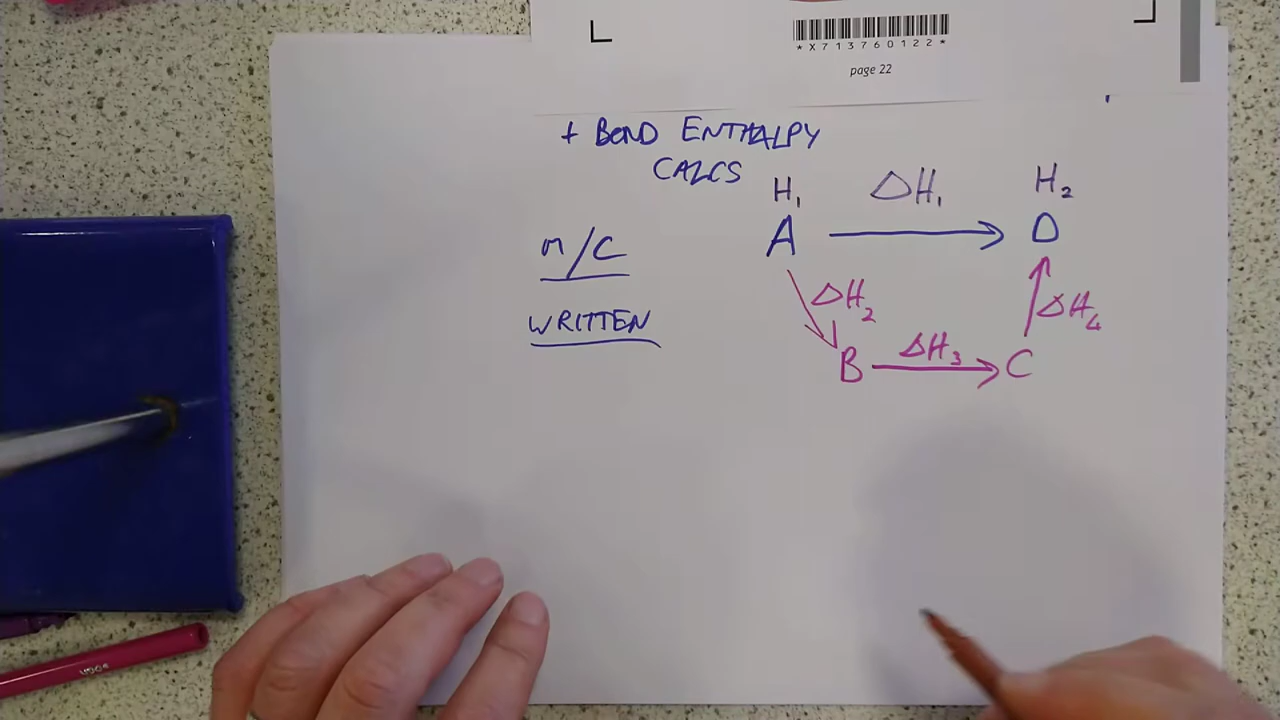 *X713760122*
page 22
+ BOND ENTHALPY
CALCS
H₁ ΔH₁ H₂
A D
M/C
ΔH₂ ΔH₄
WRITTEN
ΔH₃
B C